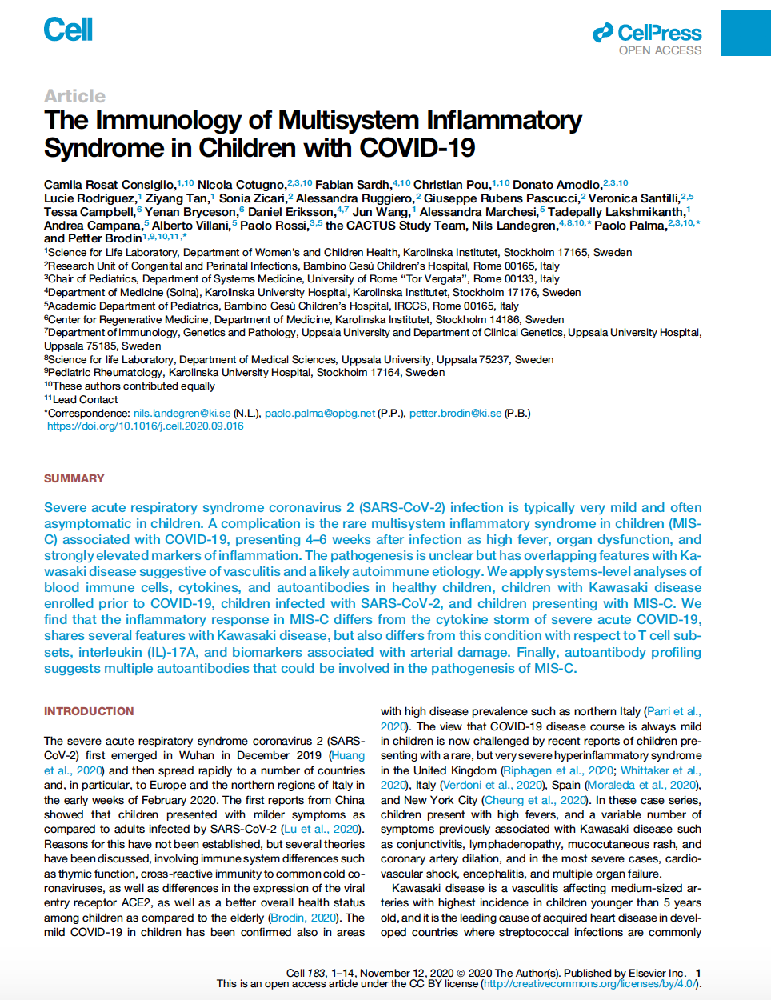 Cell
CellPress
OPEN ACCESS
Article
The Immunology of Multisystem Inflammatory
Syndrome in Children with COVID-19
Camila Rosat Consiglio,1,10 Nicola Cotugno,2,3,10 Fabian Sardh,4,10 Christian Pou,1,10 Donato Amodio,2,3,10
Lucie Rodriguez,1 Ziyang Tan,1 Sonia Zicari,2 Alessandra Ruggiero,2 Giuseppe Rubens Pascucci,2 Veronica Santilli,2,5
Tessa Campbell,6 Yenan Bryceson,6 Daniel Eriksson,4,7 Jun Wang,1 Alessandra Marchesi,5 Tadepally Lakshmikanth,1
Andrea Campana,5 Alberto Villani,5 Paolo Rossi,3,5 the CACTUS Study Team, Nils Landegren,4,8,10,* Paolo Palma,2,3,10,*
and Petter Brodin1,9,10,11,*
1Science for Life Laboratory, Department of Women's and Children Health, Karolinska Institutet, Stockholm 17165, Sweden
2Research Unit of Congenital and Perinatal Infections, Bambino Gesù Children's Hospital, Rome 00165, Italy
3Chair of Pediatrics, Department of Systems Medicine, University of Rome "Tor Vergata", Rome 00133, Italy
4Department of Medicine (Solna), Karolinska University Hospital, Karolinska Institutet, Stockholm 17176, Sweden
5Academic Department of Pediatrics, Bambino Gesù Children's Hospital, IRCCS, Rome 00165, Italy
6Center for Regenerative Medicine, Department of Medicine, Karolinska Institutet, Stockholm 14186, Sweden
7Department of Immunology, Genetics and Pathology, Uppsala University and Department of Clinical Genetics, Uppsala University Hospital,
Uppsala 75185, Sweden
8Science for life Laboratory, Department of Medical Sciences, Uppsala University, Uppsala 75237, Sweden
9Pediatric Rheumatology, Karolinska University Hospital, Stockholm 17164, Sweden
10These authors contributed equally
11Lead Contact
*Correspondence: nils.landegren@ki.se (N.L.), paolo.palma@opbg.net (P.P.), petter.brodin@ki.se (P.B.)
https://doi.org/10.1016/j.cell.2020.09.016
SUMMARY
Severe acute respiratory syndrome coronavirus 2 (SARS-CoV-2) infection is typically very mild and often
asymptomatic in children. A complication is the rare multisystem inflammatory syndrome in children (MIS-
C) associated with COVID-19, presenting 4–6 weeks after infection as high fever, organ dysfunction, and
strongly elevated markers of inflammation. The pathogenesis is unclear but has overlapping features with Ka-
wasaki disease suggestive of vasculitis and a likely autoimmune etiology. We apply systems-level analyses of
blood immune cells, cytokines, and autoantibodies in healthy children, children with Kawasaki disease
enrolled prior to COVID-19, children infected with SARS-CoV-2, and children presenting with MIS-C. We
find that the inflammatory response in MIS-C differs from the cytokine storm of severe acute COVID-19,
shares several features with Kawasaki disease, but also differs from this condition with respect to T cell sub-
sets, interleukin (IL)-17A, and biomarkers associated with arterial damage. Finally, autoantibody profiling
suggests multiple autoantibodies that could be involved in the pathogenesis of MIS-C.
INTRODUCTION
The severe acute respiratory syndrome coronavirus 2 (SARS-
CoV-2) first emerged in Wuhan in December 2019 (Huang
et al., 2020) and then spread rapidly to a number of countries
and, in particular, to Europe and the northern regions of Italy in
the early weeks of February 2020. The first reports from China
showed that children presented with milder symptoms as
compared to adults infected by SARS-CoV-2 (Lu et al., 2020).
Reasons for this have not been established, but several theories
have been discussed, involving immune system differences such
as thymic function, cross-reactive immunity to common cold co-
ronaviruses, as well as differences in the expression of the viral
entry receptor ACE2, as well as a better overall health status
among children as compared to the elderly (Brodin, 2020). The
mild COVID-19 in children has been confirmed also in areas
with high disease prevalence such as northern Italy (Parri et al.,
2020). The view that COVID-19 disease course is always mild
in children is now challenged by recent reports of children pre-
senting with a rare, but very severe hyperinflammatory syndrome
in the United Kingdom (Riphagen et al., 2020; Whittaker et al.,
2020), Italy (Verdoni et al., 2020), Spain (Moraleda et al., 2020),
and New York City (Cheung et al., 2020). In these case series,
children present with high fevers, and a variable number of
symptoms previously associated with Kawasaki disease such
as conjunctivitis, lymphadenopathy, mucocutaneous rash, and
coronary artery dilation, and in the most severe cases, cardio-
vascular shock, encephalitis, and multiple organ failure.
Kawasaki disease is a vasculitis affecting medium-sized ar-
teries with highest incidence in children younger than 5 years
old, and it is the leading cause of acquired heart disease in devel-
oped countries where streptococcal infections are commonly
Cell 183, 1–14, November 12, 2020 © 2020 The Author(s). Published by Elsevier Inc. 1
This is an open access article under the CC BY license (http://creativecommons.org/licenses/by/4.0/).